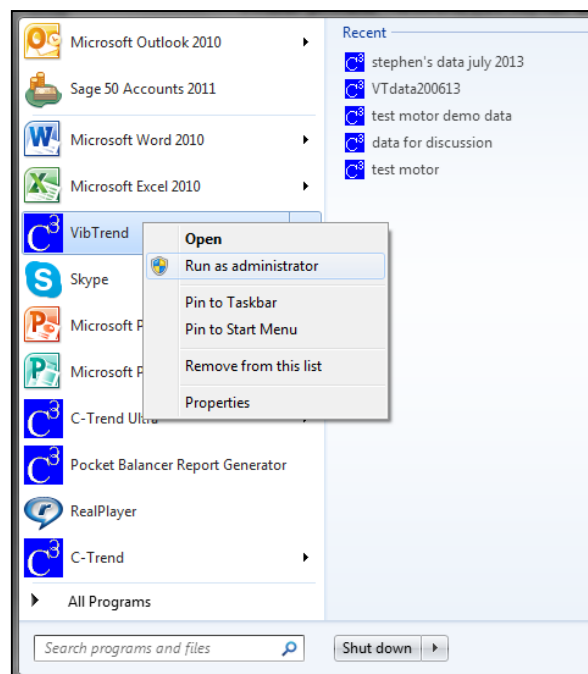 Microsoft Outlook 2010
Sage 50 Accounts 2011
Microsoft Word 2010
Microsoft Excel 2010
VibTrend
Skype
Microsoft P
Microsoft P
C-Trend Ult
Pocket Balancer Report Generator
RealPlayer
C-Trend
All Programs
Search programs and files
Shut down
Open
Run as administrator
Pin to Taskbar
Pin to Start Menu
Remove from this list
Properties
Recent
stephen's data july 2013
VTdata200613
test motor demo data
data for discussion
test motor